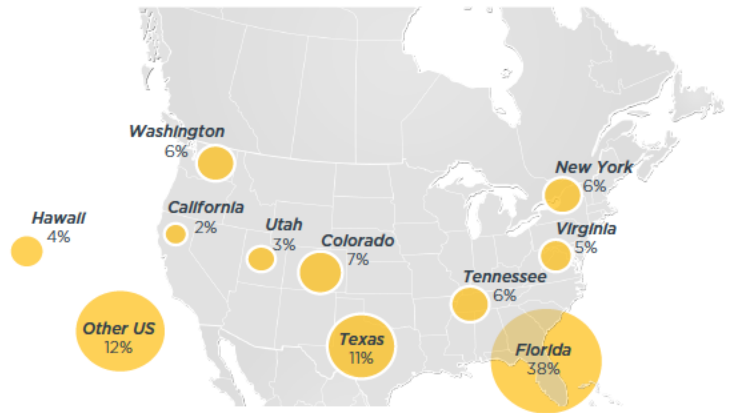 Washington
6%
New York
6%
Hawaii
4%
California
2%
Utah
3%
Colorado
7%
Virginia
5%
Tennessee
6%
Other US
12%
Texas
11%
Florida
38%